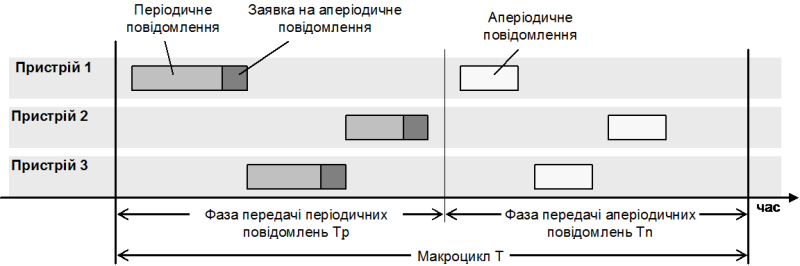 Періодичне
повідомлення
Заявка на аперіодичне
повідомлення
Аперіодичне
повідомлення
Пристрій 1
Пристрій 2
Пристрій 3
час
Фаза передачі періодичних
повідомлень Тр
Фаза передачі аперіодичних
повідомлень Тn
Макроцикл Т